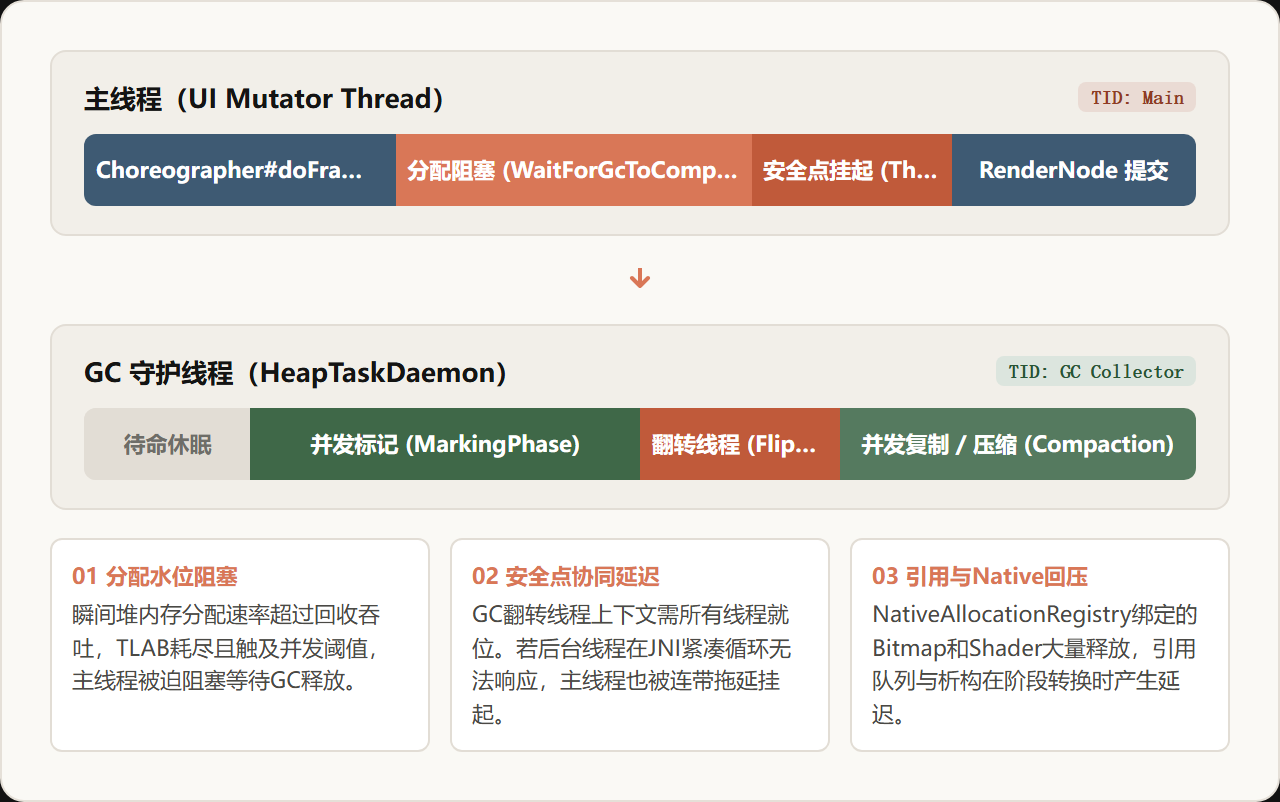 主线程（UI Mutator Thread）
TID: Main
Choreographer#doFra...
分配阻塞 (WaitForGcToComp...
安全点挂起 (Th...
RenderNode 提交
GC 守护线程（HeapTaskDaemon）
TID: GC Collector
待命休眠
并发标记 (MarkingPhase)
翻转线程 (Flip...
并发复制 / 压缩 (Compaction)
01 分配水位阻塞
瞬间堆内存分配速率超过回收吞
吐，TLAB耗尽且触及并发阈值，
主线程被迫阻塞等待GC释放。
02 安全点协同延迟
GC翻转线程上下文需所有线程就
位。若后台线程在JNI紧凑循环无
法响应，主线程也被连带拖延挂
起。
03 引用与Native回压
NativeAllocationRegistry绑定的
Bitmap和Shader大量释放，引用
队列与析构在阶段转换时产生延
迟。